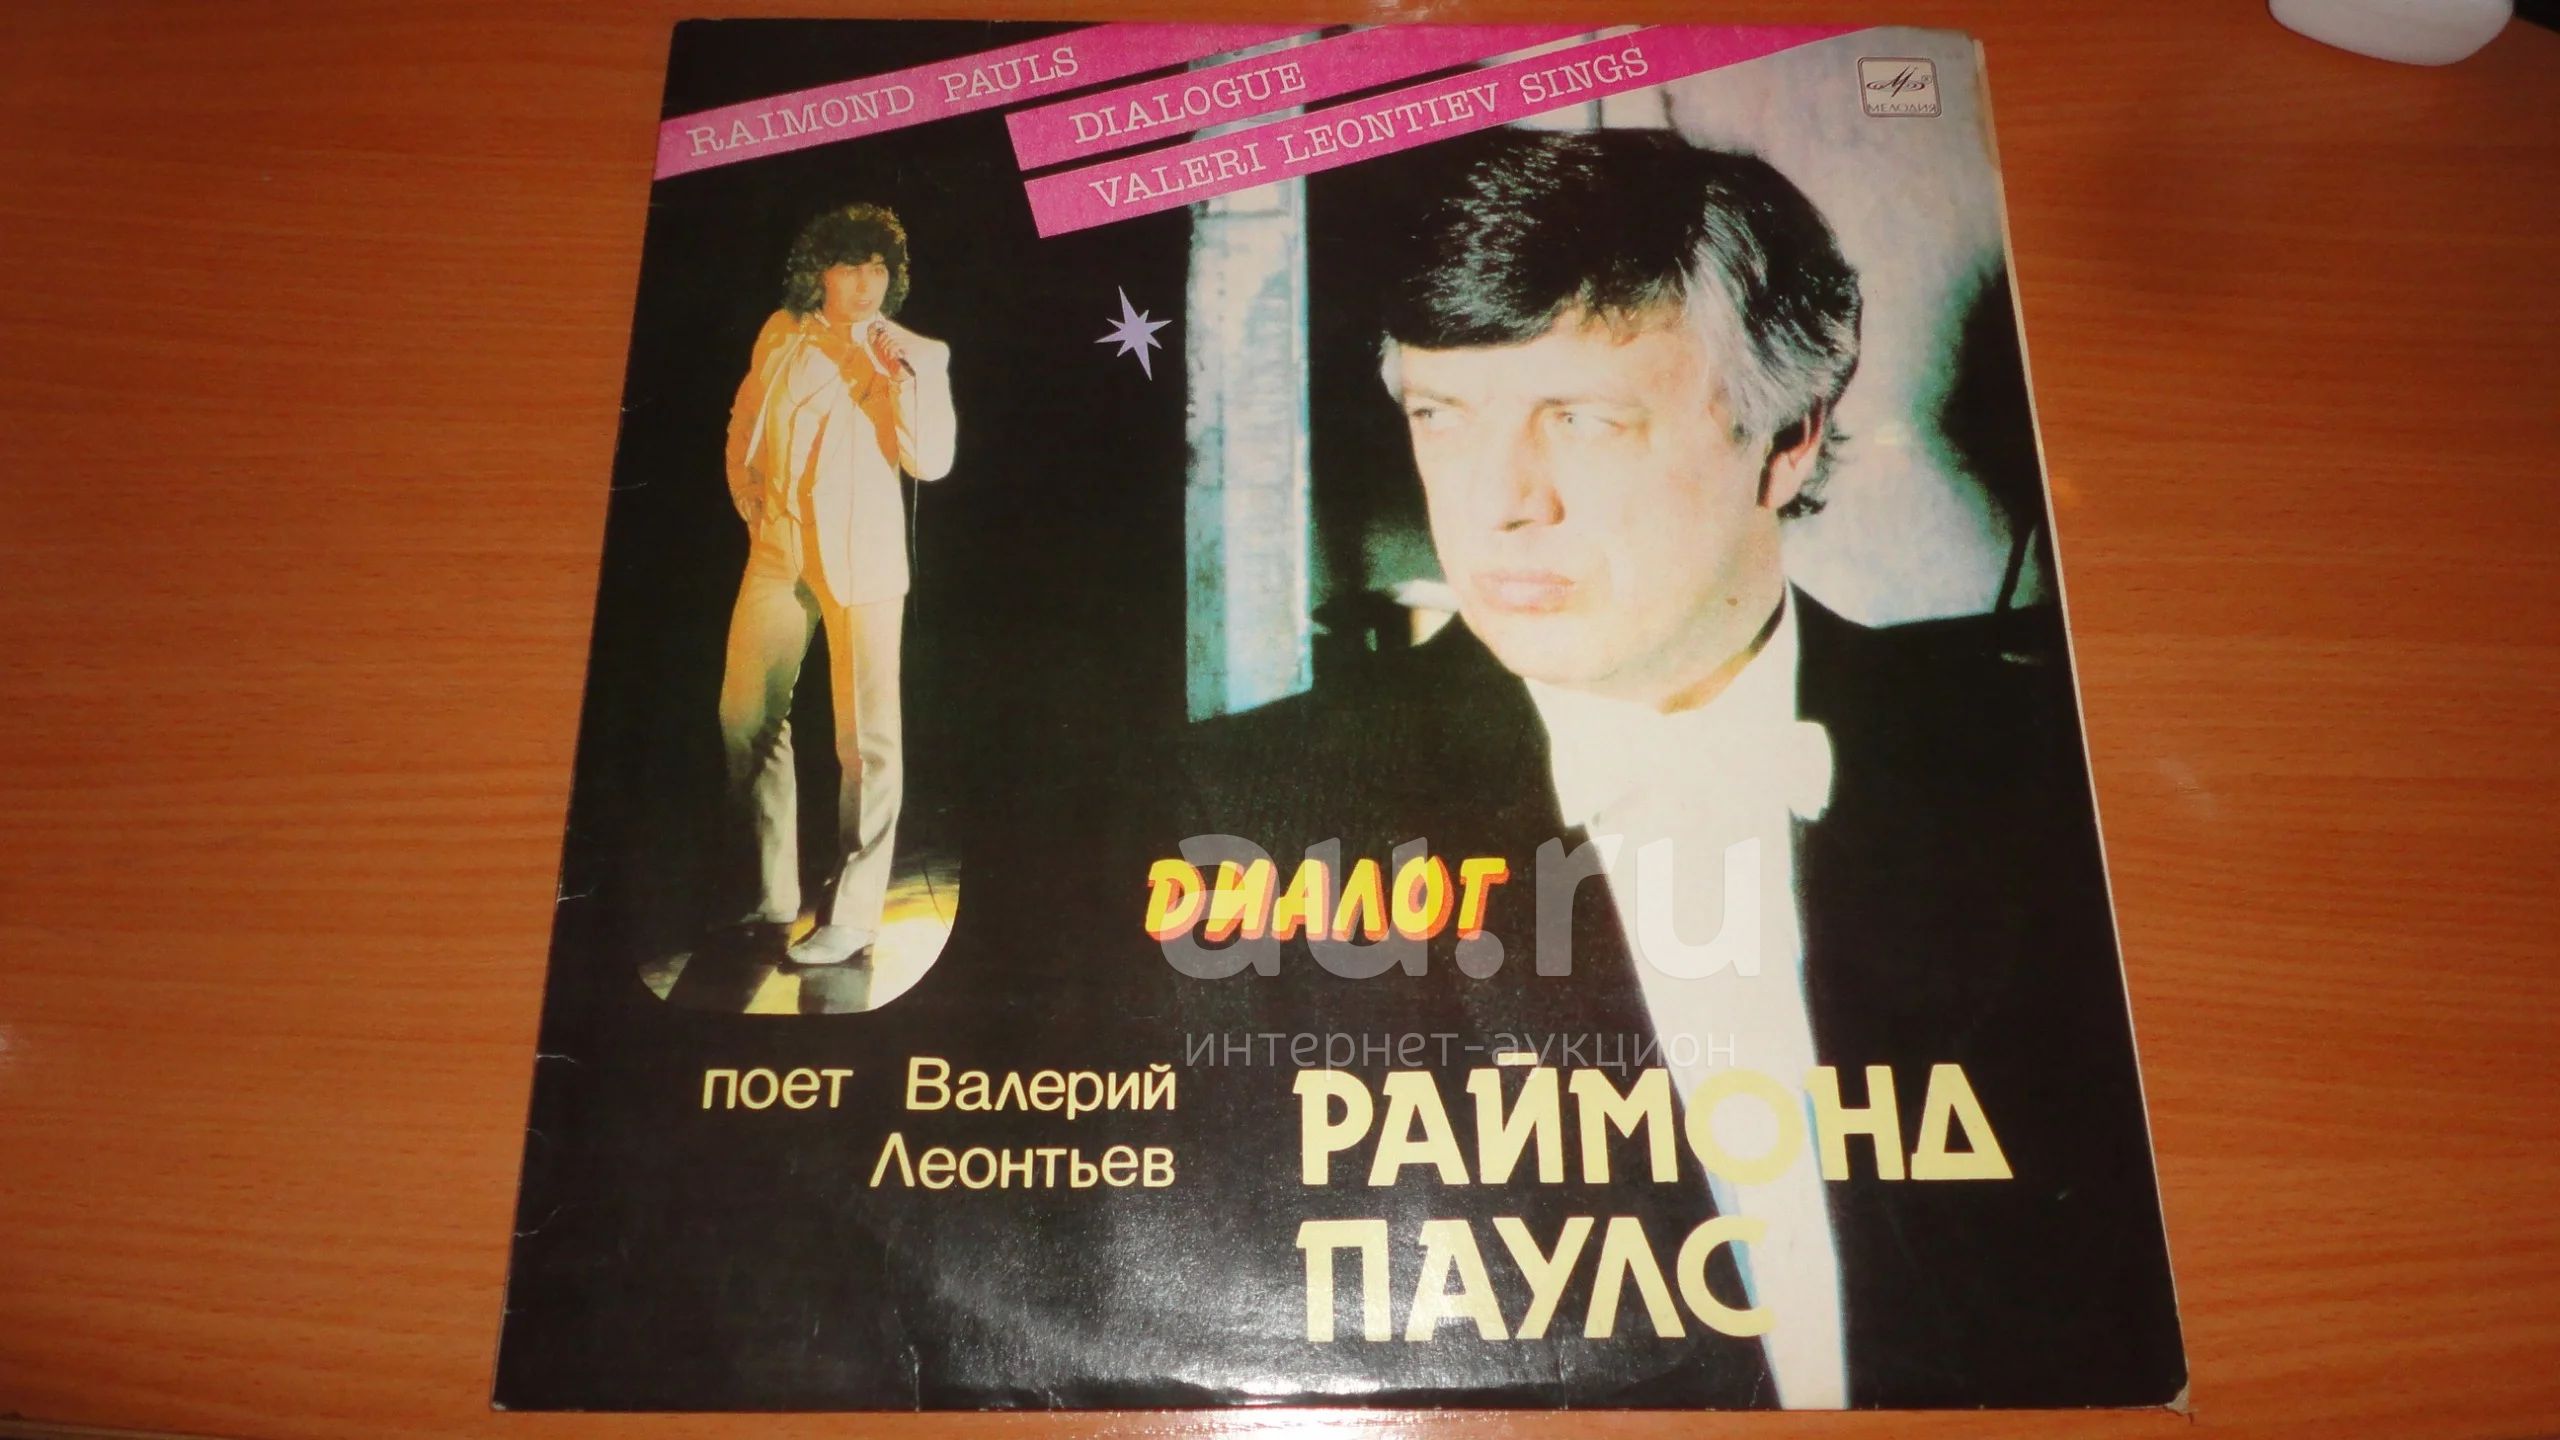 RAIMOND PAULS
DIALOGUE
VALERI LEONTIEV SINGS
МЕЛОДИЯ
ДИАЛОГ
au.ru
интернет-аукцион
поет Валерий
Леонтьев
РАЙМОНД
ПАУЛС